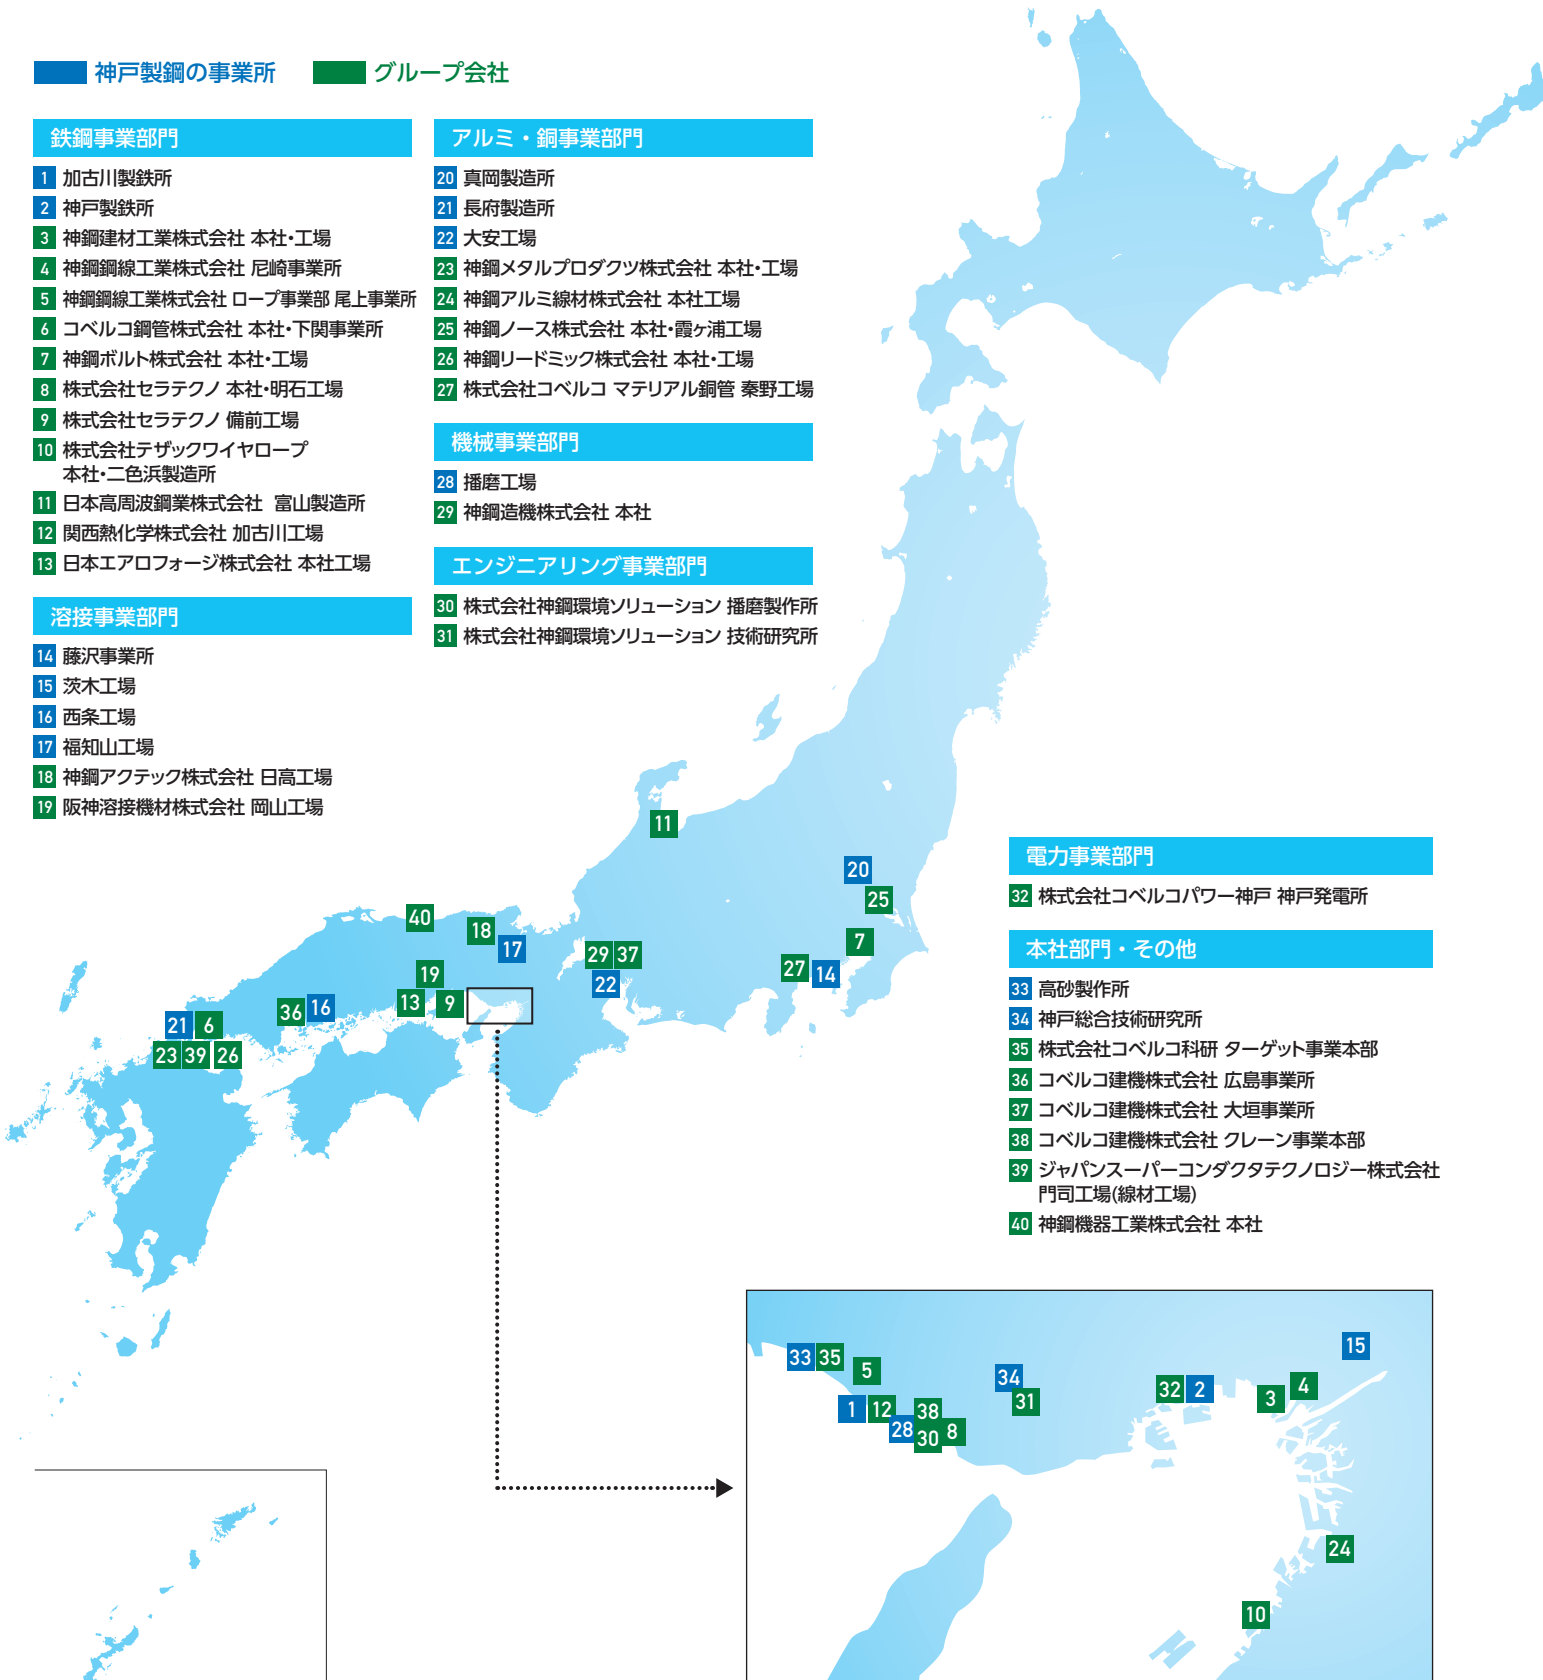 神戸製鋼の事業所
グループ会社
鉄鋼事業部門
1 加古川製鉄所
2 神戸製鉄所
3 神鋼建材工業株式会社 本社・工場
4 神鋼鋼線工業株式会社 尼崎事業所
5 神鋼鋼線工業株式会社 ロープ事業部 尾上事業所
6 コベルコ鋼管株式会社 本社・下関事業所
7 神鋼ボルト株式会社 本社・工場
8 株式会社セラテクノ 本社・明石工場
9 株式会社セラテクノ 備前工場
10 株式会社テザックワイヤロープ
本社・二色浜製造所
11 日本高周波鋼業株式会社 富山製造所
12 関西熱化学株式会社 加古川工場
13 日本エアロフォージ株式会社 本社工場
溶接事業部門
14 藤沢事業所
15 茨木工場
16 西条工場
17 福知山工場
18 神鋼アクテック株式会社 日高工場
19 阪神溶接機材株式会社 岡山工場
アルミ・銅事業部門
20 真岡製造所
21 長府製造所
22 大安工場
23 神鋼メタルプロダクツ株式会社 本社・工場
24 神鋼アルミ線材株式会社 本社工場
25 神鋼ノース株式会社 本社・霞ヶ浦工場
26 神鋼リードミック株式会社 本社・工場
27 株式会社コベルコ マテリアル銅管 秦野工場
機械事業部門
28 播磨工場
29 神鋼造機株式会社 本社
エンジニアリング事業部門
30 株式会社神鋼環境ソリューション 播磨製作所
31 株式会社神鋼環境ソリューション 技術研究所
電力事業部門
32 株式会社コベルコパワー神戸 神戸発電所
本社部門・その他
33 高砂製作所
34 神戸総合技術研究所
35 株式会社コベルコ科研 ターゲット事業本部
36 コベルコ建機株式会社 広島事業所
37 コベルコ建機株式会社 大垣事業所
38 コベルコ建機株式会社 クレーン事業本部
39 ジャパンスーパーコンダクタテクノロジー株式会社
門司工場(線材工場)
40 神鋼機器工業株式会社 本社
11
20
25
40
18
17
7
29 37
27 14
22
19
13 9
36 16
21 6
23 39 26
15
33 35
5
34
31
32 2
3
4
1 12
38
28
30 8
24
10